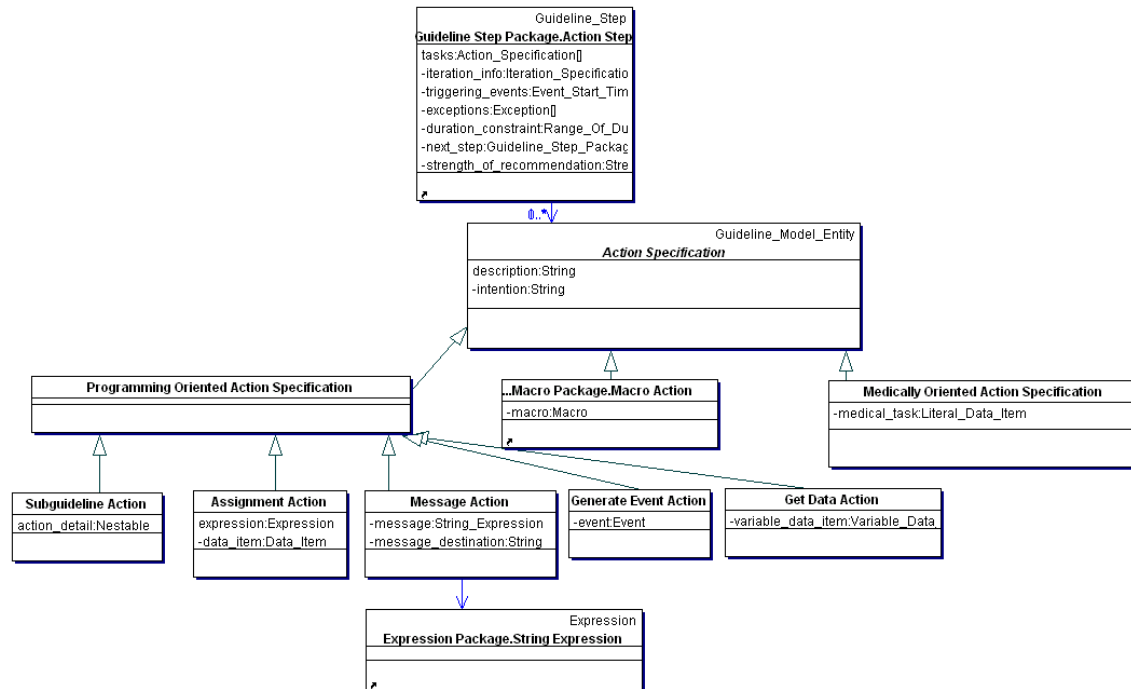 Guideline_Step
Guideline Step Package.Action Step
tasks:Action_Specification[]
-iteration_info:Iteration_Specificatio
-triggering_events:Event_Start_Tim
-exceptions:Exception[]
-duration_constraint:Range_Of_Du
-next_step:Guideline_Step_Packaç
-strength_of_recommendation:Stre
0..*
Guideline_Model_Entity
Action Specification
description:String
-intention:String
Programming Oriented Action Specification
...Macro Package.Macro Action
-macro:Macro
Medically Oriented Action Specification
-medical_task:Literal_Data_Item
Subguideline Action
action_detail:Nestable
Assignment Action
expression:Expression
-data_item:Data_Item
Message Action
-message:String_Expression
-message_destination:String
Generate Event Action
-event:Event
Get Data Action
-variable_data_item:Variable_Data_
Expression
Expression Package.String Expression